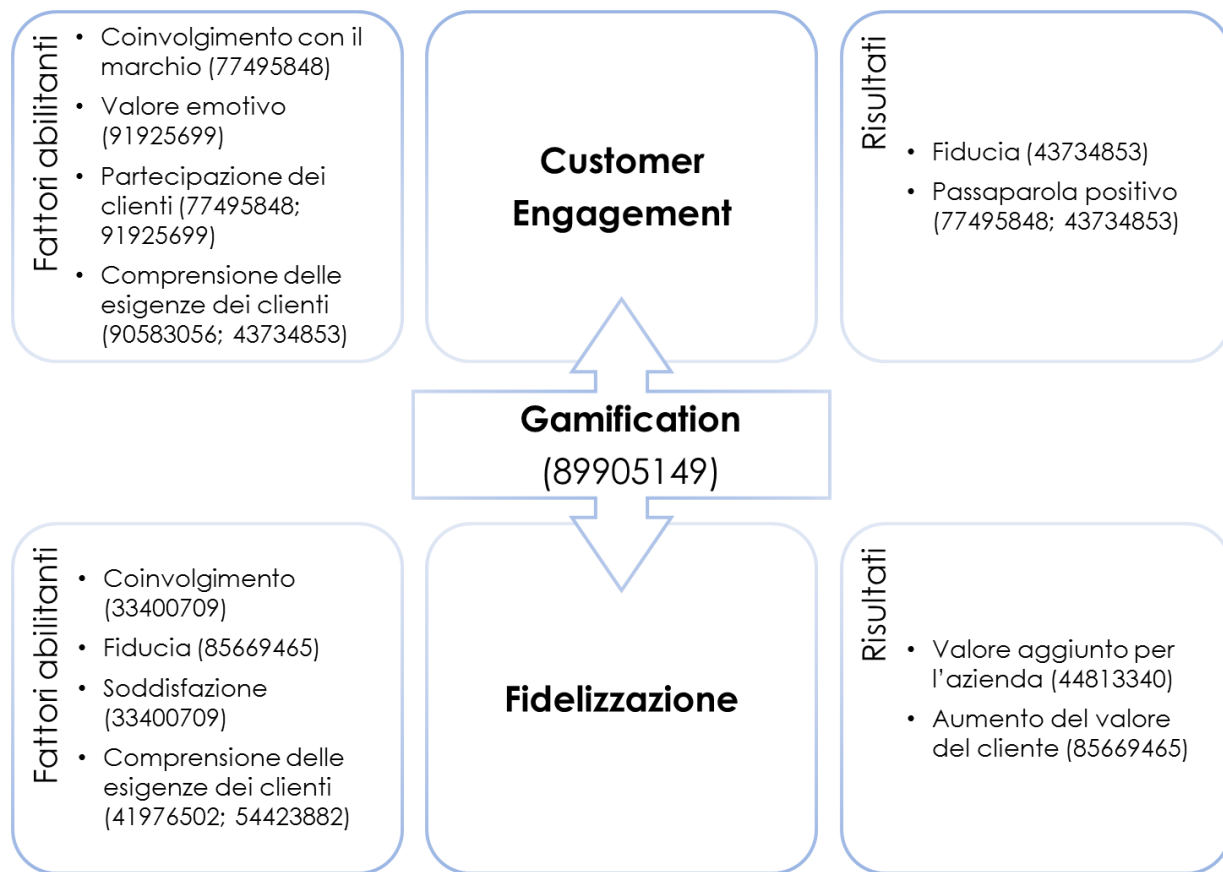 Fattori abilitanti
• Coinvolgimento con il
marchio (77495848)
• Valore emotivo
(91925699)
• Partecipazione dei
clienti (77495848;
91925699)
• Comprensione delle
esigenze dei clienti
(90583056; 43734853)
Customer
Engagement
Risultati
• Fiducia (43734853)
• Passaparola positivo
(77495848; 43734853)
Gamification
(89905149)
Fattori abilitanti
• Coinvolgimento
(33400709)
• Fiducia (85669465)
• Soddisfazione
(33400709)
• Comprensione delle
esigenze dei clienti
(41976502; 54423882)
Fidelizzazione
Risultati
• Valore aggiunto per
l’azienda (44813340)
• Aumento del valore
del cliente (85669465)